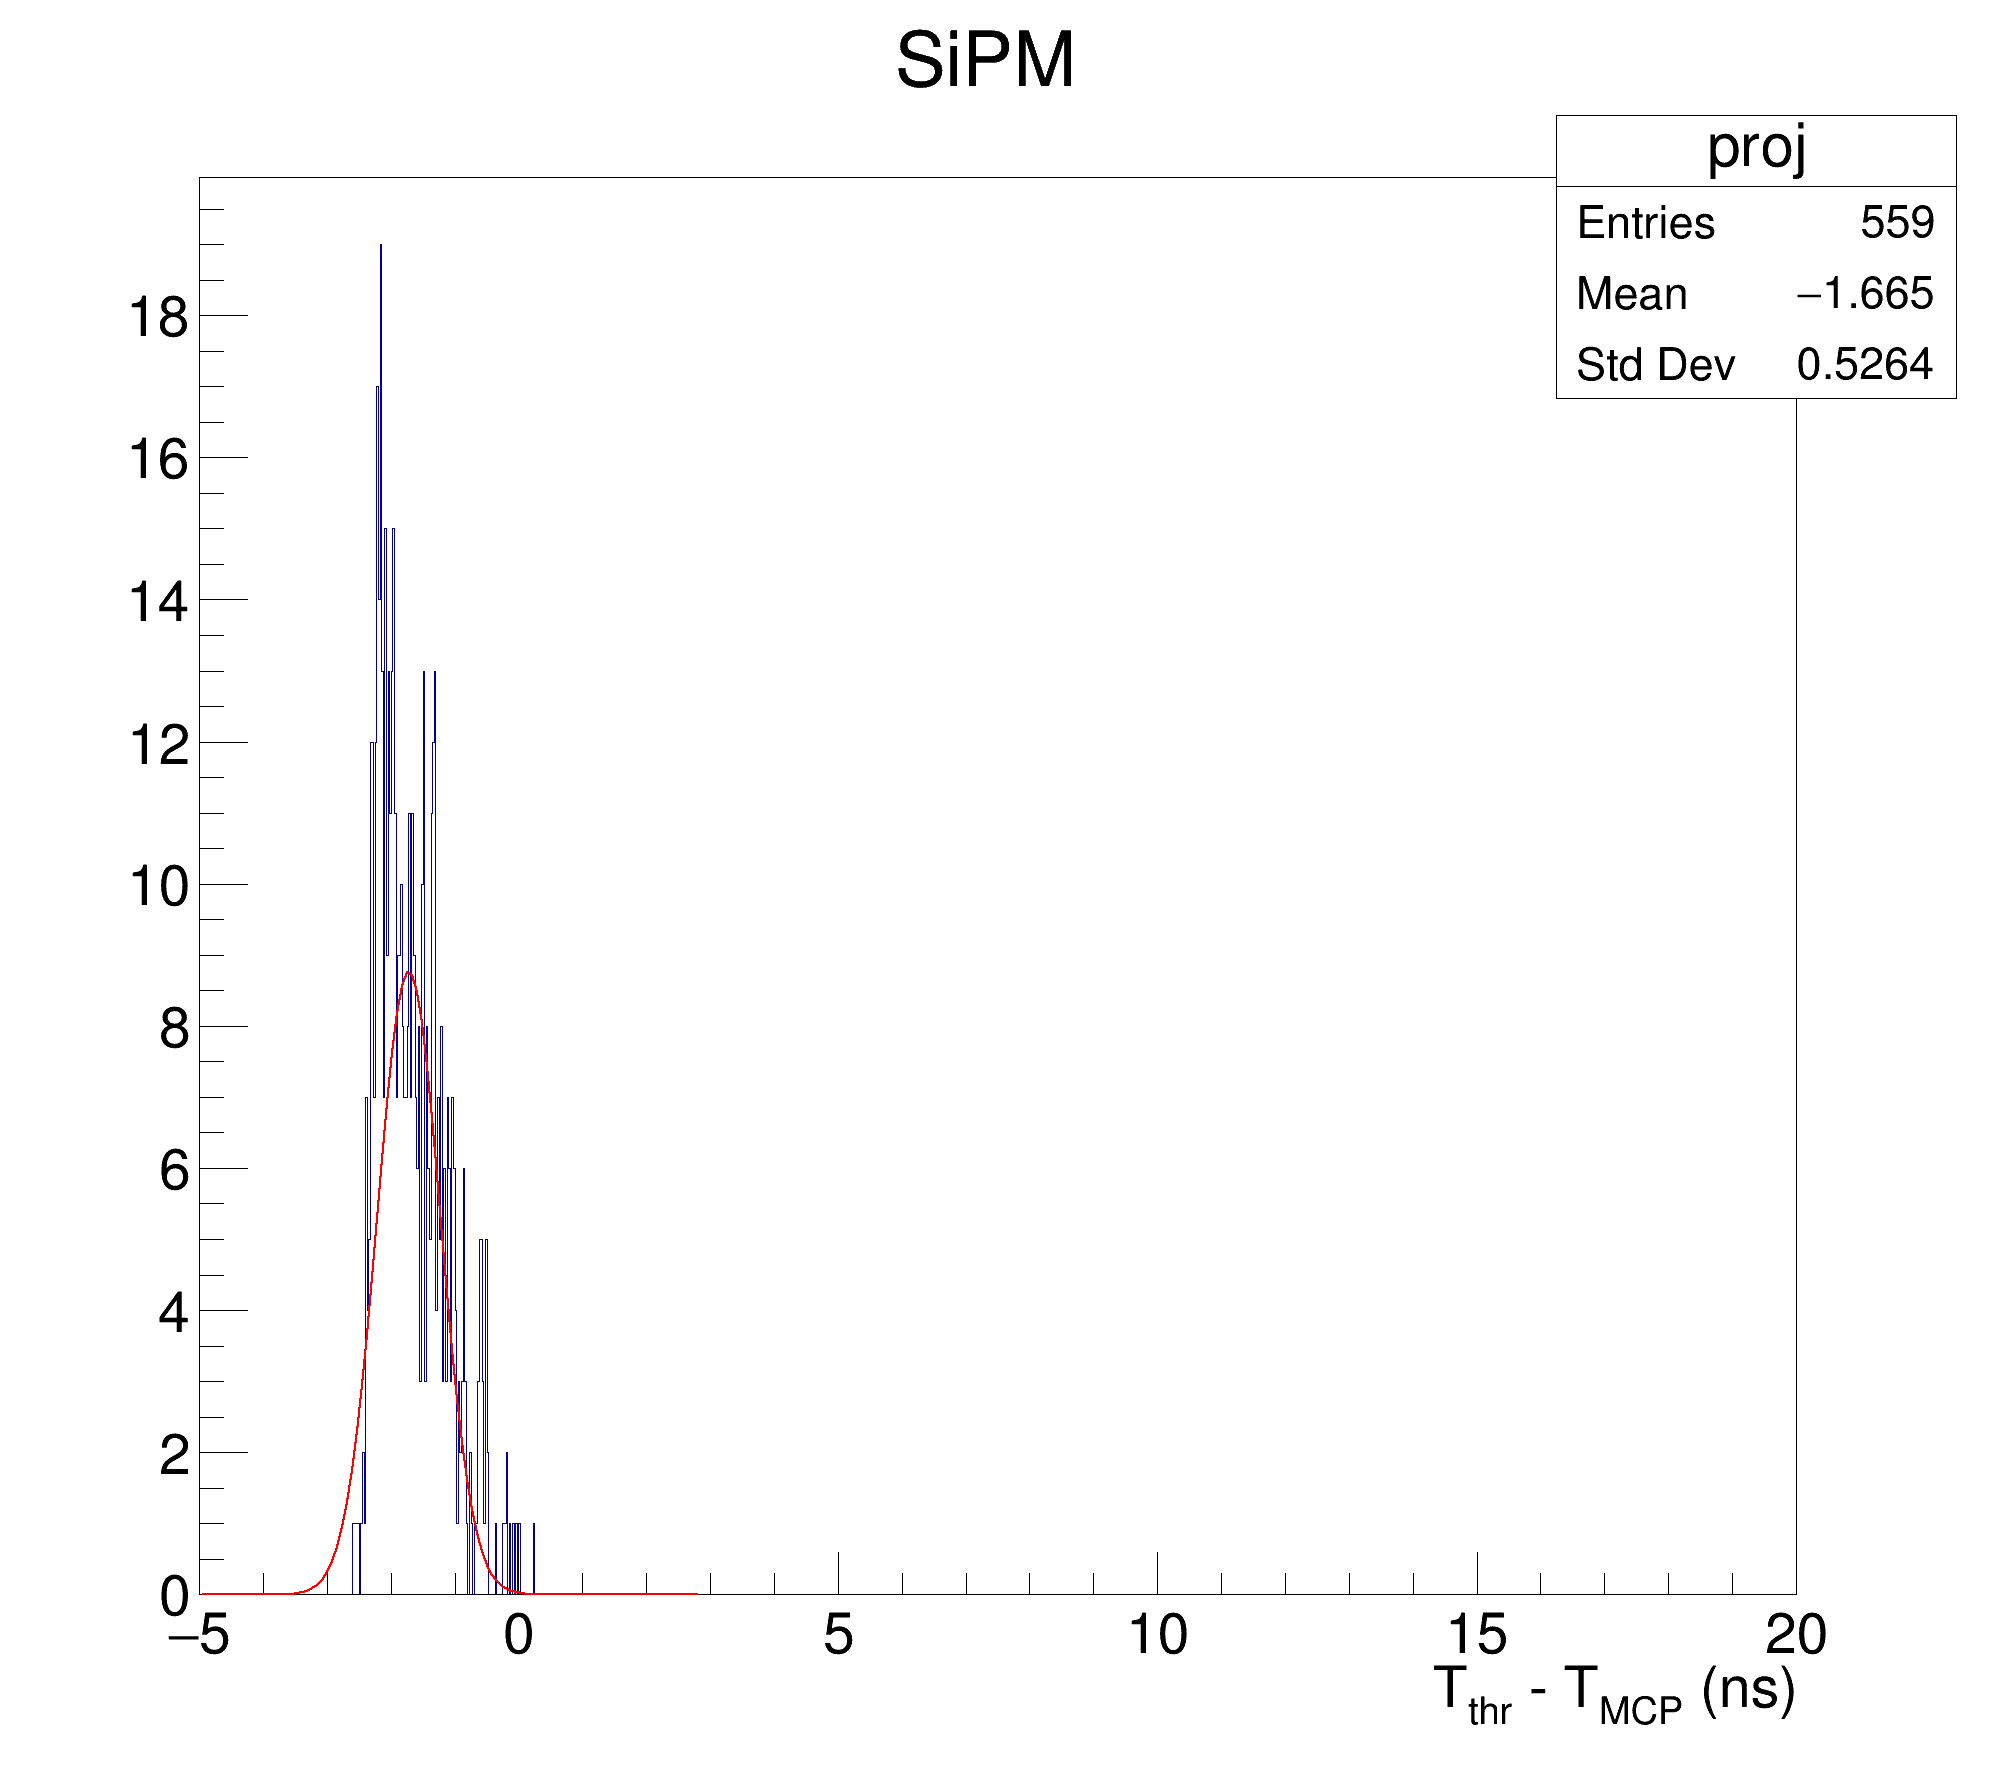 SiPM
proj
Entries 559
Mean −1.665
Std Dev 0.5264
18
16
14
12
10
8
6
4
2
0
−5 0 5 10 15 20
T_thr - T_MCP (ns)